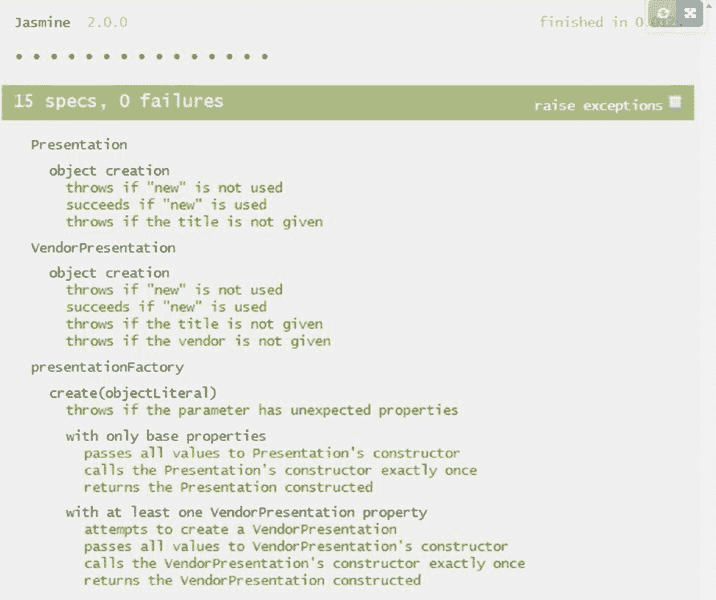 Jasmine 2.0.0
finished in 0.
15 specs, 0 failures
raise exceptions
Presentation
object creation
throws if "new" is not used
succeeds if "new" is used
throws if the title is not given
VendorPresentation
object creation
throws if "new" is not used
succeeds if "new" is used
throws if the title is not given
throws if the vendor is not given
presentationFactory
create(objectLiteral)
throws if the parameter has unexpected properties
with only base properties
passes all values to Presentation's constructor
calls the Presentation's constructor exactly once
returns the Presentation constructed
with at least one VendorPresentation property
attempts to create a VendorPresentation
passes all values to VendorPresentation's constructor
calls the VendorPresentation's constructor exactly once
returns the VendorPresentation constructed